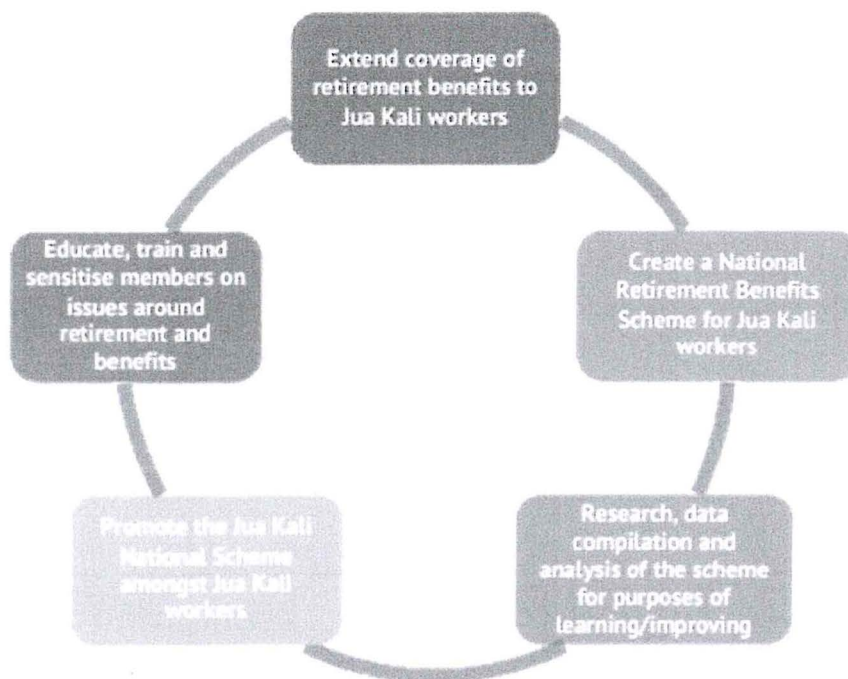 Extend coverage of
retirement benefits to
Jua Kali workers
Create a National
Retirement Benefits
Scheme for Jua Kali
workers
Research, data
compilation and
analysis of the scheme
for purposes of
learning/improving
Promote the Jua Kali
National Scheme
amongst Jua Kali
workers
Educate, train and
sensitise members on
issues around
retirement and
benefits